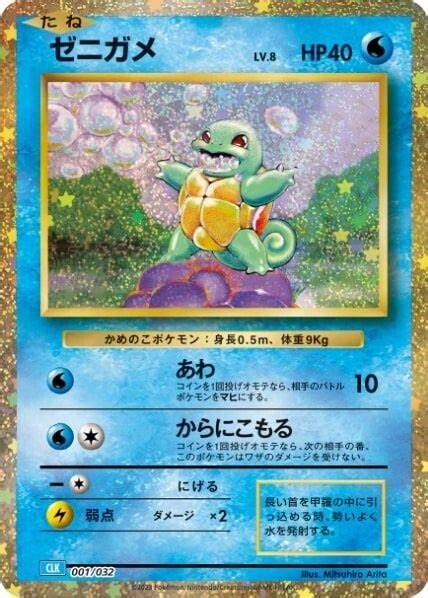 たね
ゼニガメ LV.8 HP40
かめのこポケモン:身長0.5m、体重9Kg
あわ 10
コインを1回投げオモテなら、相手のバトル
ポケモンをマヒにする。
からにこもる
コインを1回投げオモテなら、次の相手の番、
このポケモンはワザのダメージを受けない。
にげる
弱点 ダメージ ×2
長い首を甲羅の中に引
っ込める時、勢いよく
水を発射する。
Illus. Mitsuhiro Arita
CLK 001/032
©2023 Pokémon/Nintendo/Creatures